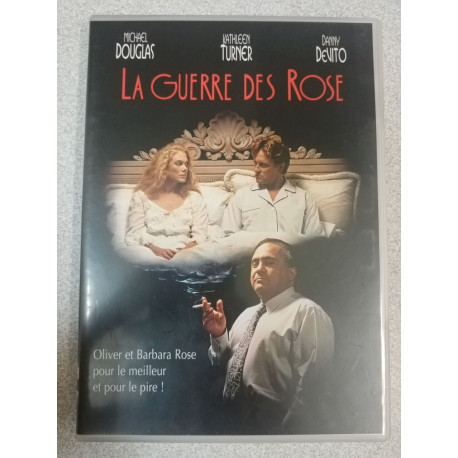 MICHAEL DOUGLAS
KATHLEEN TURNER
DANNY DEVITO
LA GUERRE DES ROSE
Oliver et Barbara Rose
pour le meilleur
et pour le pire !